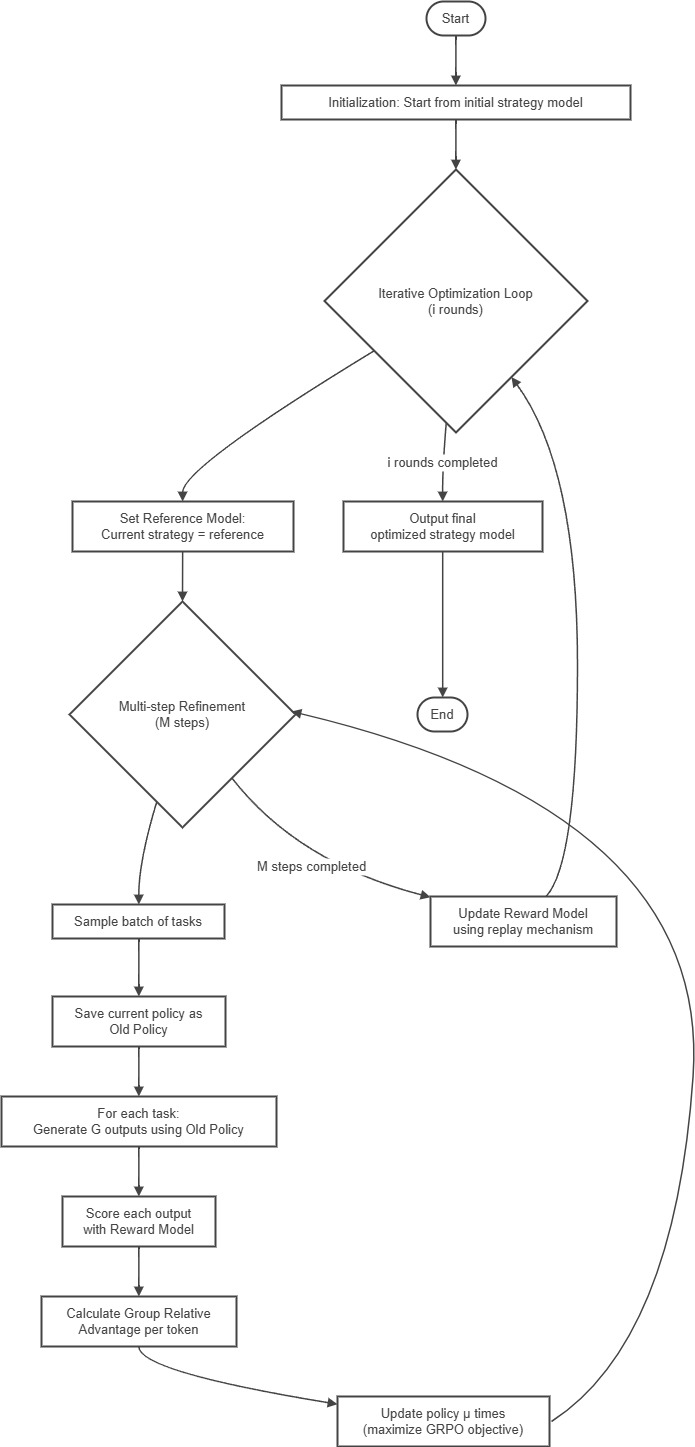 Start
Initialization: Start from initial strategy model
Iterative Optimization Loop
(i rounds)
i rounds completed
Set Reference Model:
Current strategy = reference
Output final
optimized strategy model
Multi-step Refinement
(M steps)
End
M steps completed
Sample batch of tasks
Update Reward Model
using replay mechanism
Save current policy as
Old Policy
For each task:
Generate G outputs using Old Policy
Score each output
with Reward Model
Calculate Group Relative
Advantage per token
Update policy μ times
(maximize GRPO objective)